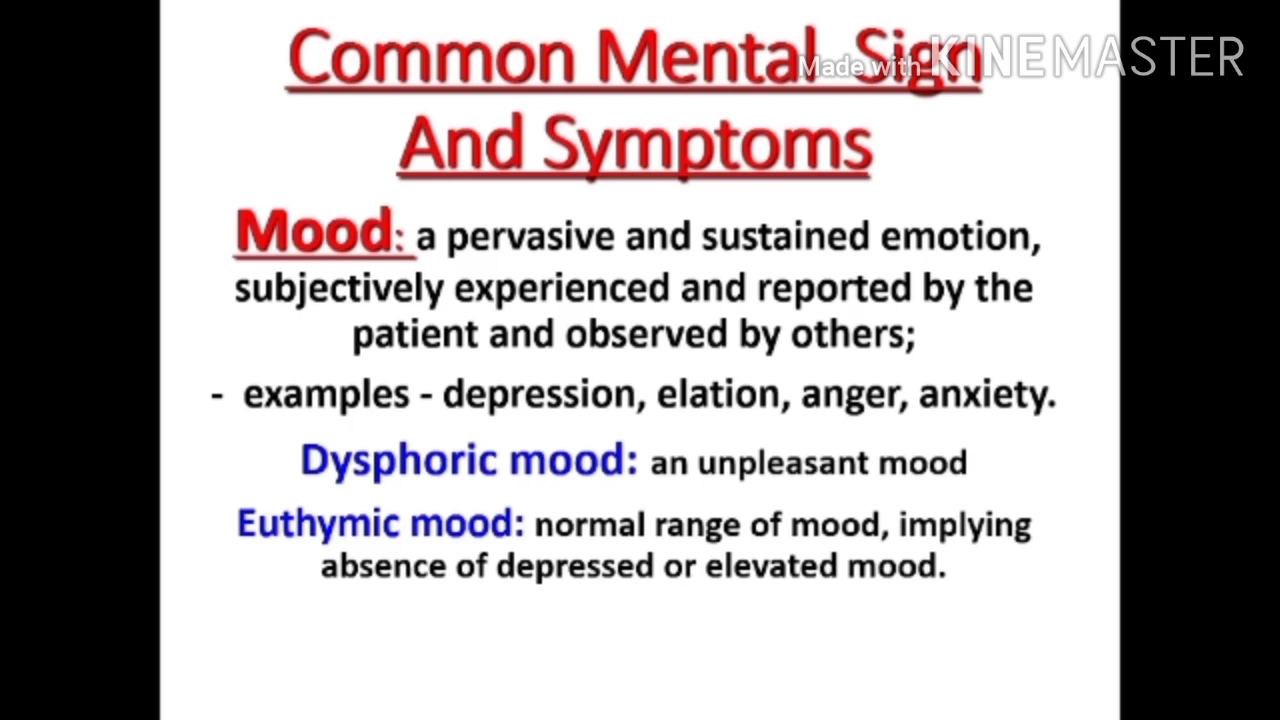 Common Mental Sign
Made with KINEMASTER
And Symptoms
Mood: a pervasive and sustained emotion,
subjectively experienced and reported by the
patient and observed by others;
- examples - depression, elation, anger, anxiety.
Dysphoric mood: an unpleasant mood
Euthymic mood: normal range of mood, implying
absence of depressed or elevated mood.